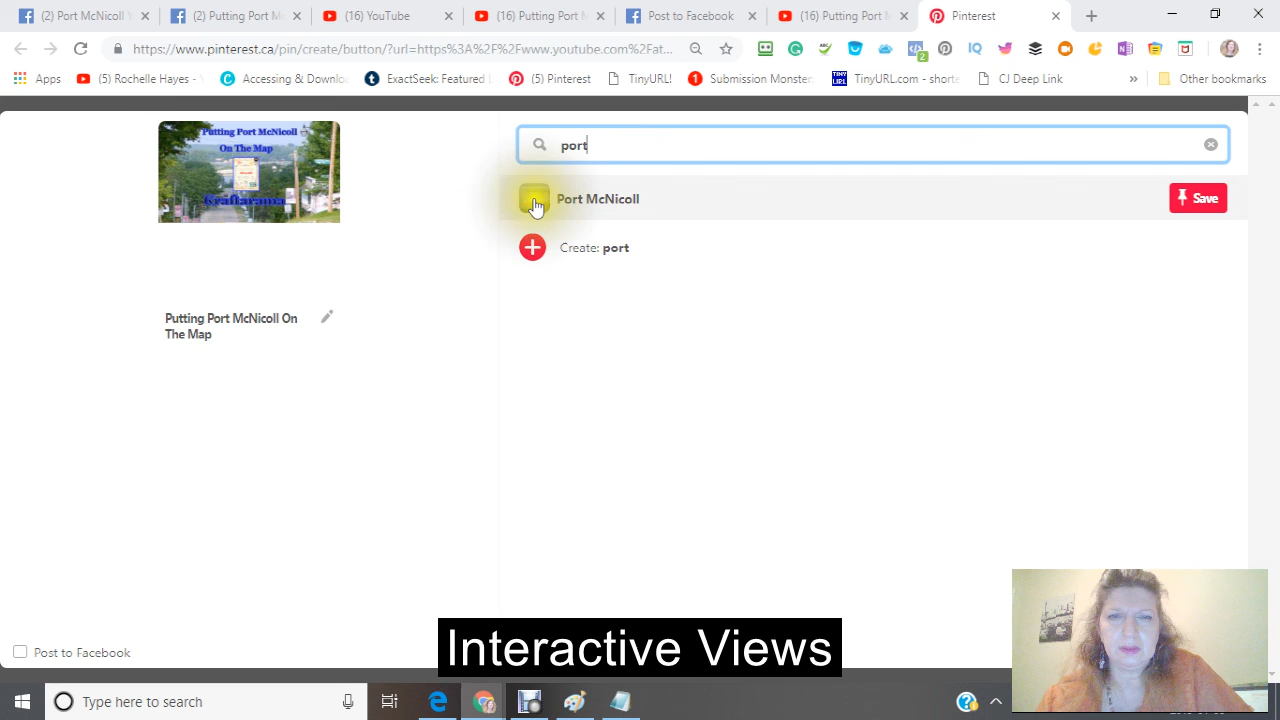 (2) Port McNicoll
(2) Putting Port M
(16) YouTube
(16) Putting Port M
Post to Facebook
(16) Putting Port M
Pinterest
https://www.pinterest.ca/pin/create/button/?url=https%3A%2F%2Fwww.youtube.com%2Fat
2
IQ
Apps
(5) Rochelle Hayes -
Accessing & Downlo
ExactSeek: Featured L
(5) Pinterest
TinyURL!
Submission Monster
TinyURL.com - shorte
CJ Deep Link
»
Other bookmarks
Putting Port McNicoll
On The Map
Kraftarama
port
Port McNicoll
Save
Create: port
Putting Port McNicoll On
The Map
Post to Facebook
Interactive Views
Type here to search